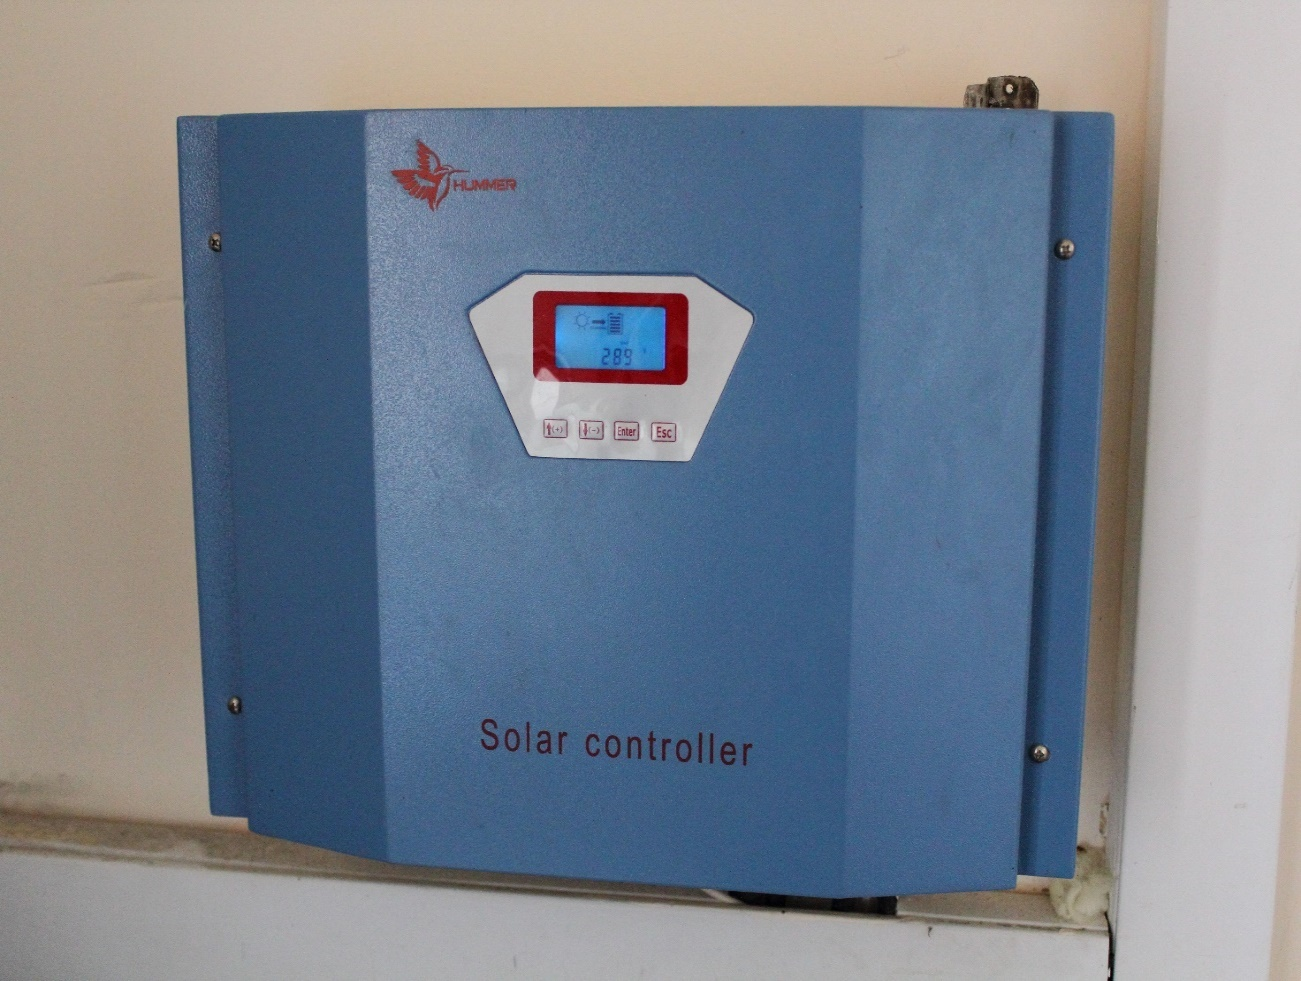 HUMMER
289
(+)
(-)
Enter
Esc
Solar controller